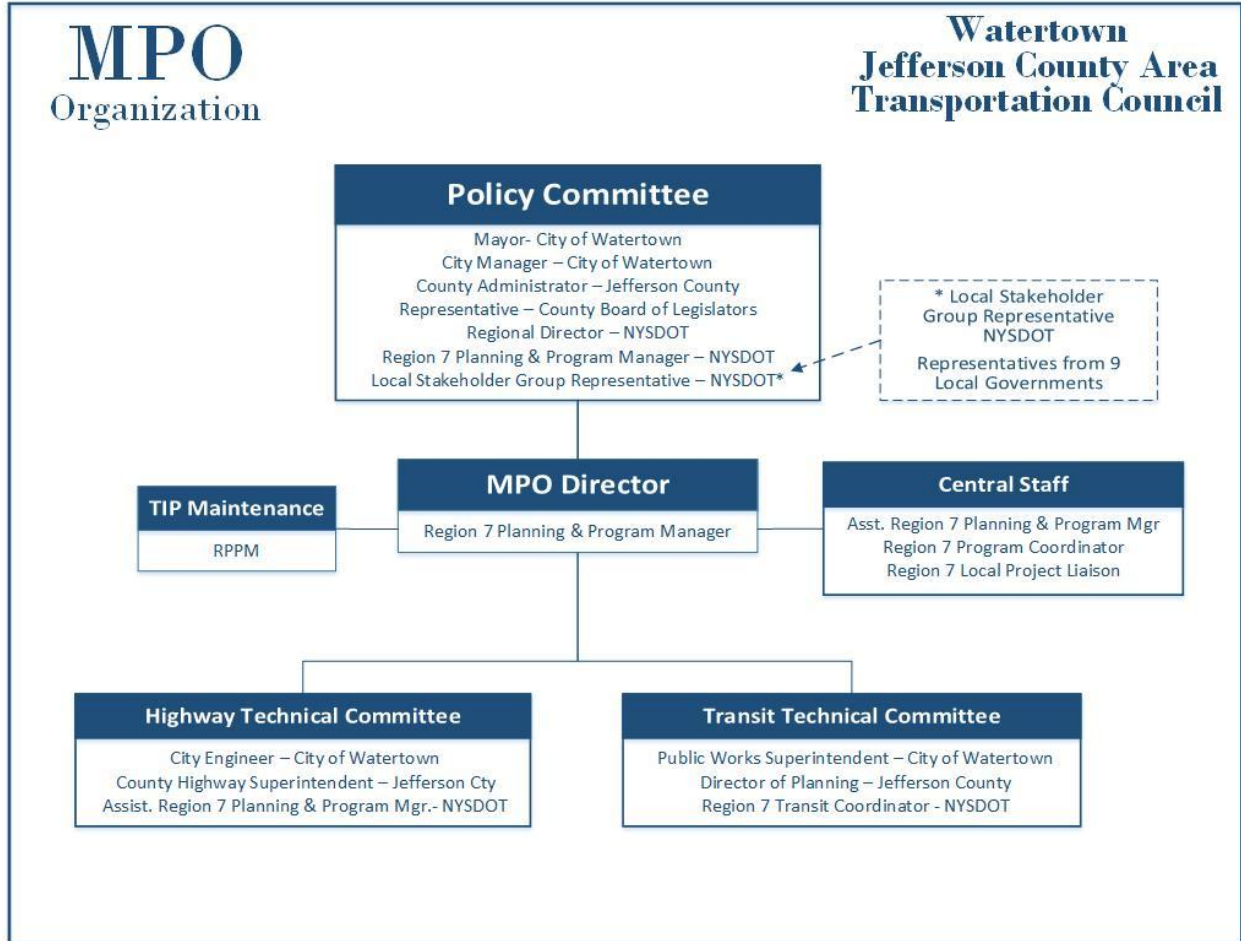 MPO
Organization
Watertown
Jefferson County Area
Transportation Council
Policy Committee
Mayor- City of Watertown
City Manager – City of Watertown
County Administrator – Jefferson County
Representative – County Board of Legislators
Regional Director – NYSDOT
Region 7 Planning & Program Manager – NYSDOT
Local Stakeholder Group Representative – NYSDOT*
* Local Stakeholder
Group Representative
NYSDOT
Representatives from 9
Local Governments
TIP Maintenance
RPPM
MPO Director
Region 7 Planning & Program Manager
Central Staff
Asst. Region 7 Planning & Program Mgr
Region 7 Program Coordinator
Region 7 Local Project Liaison
Highway Technical Committee
City Engineer – City of Watertown
County Highway Superintendent – Jefferson Cty
Assist. Region 7 Planning & Program Mgr.- NYSDOT
Transit Technical Committee
Public Works Superintendent – City of Watertown
Director of Planning – Jefferson County
Region 7 Transit Coordinator - NYSDOT